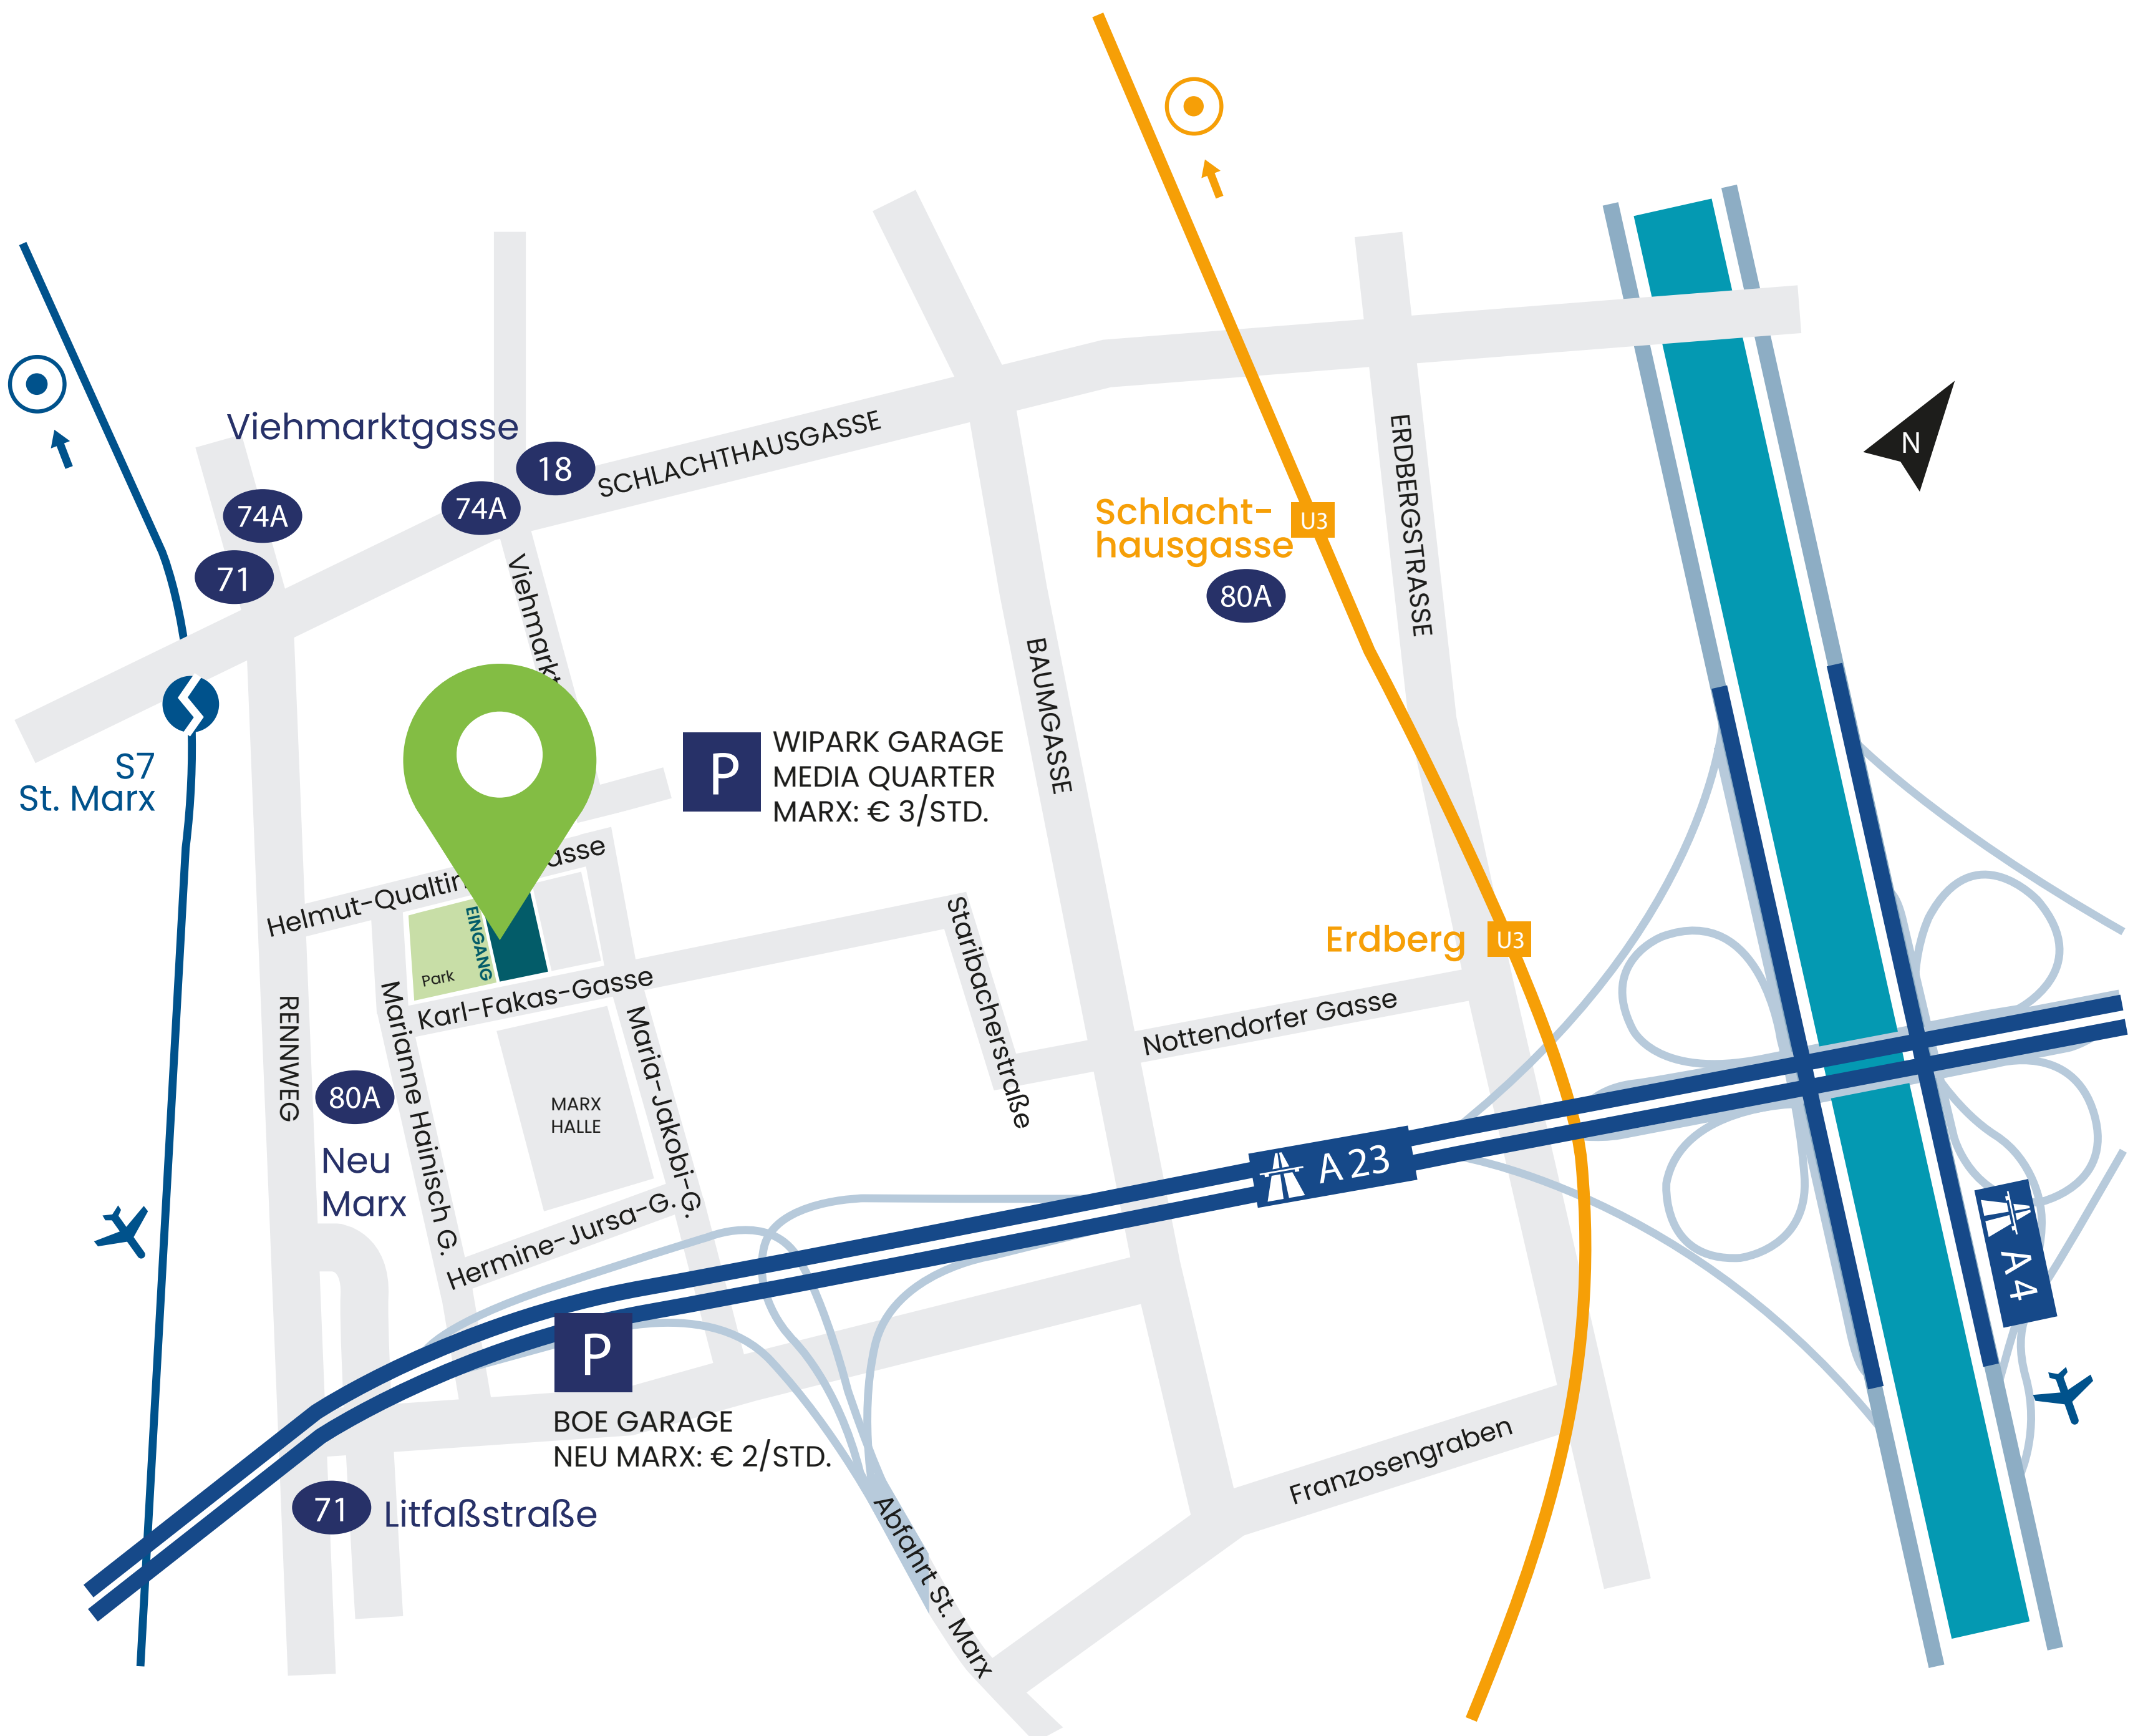 Viehmarktgasse
18
74A
74A
71
SCHLACHTHAUSGASSE
Viehmarkt
S7
St. Marx
N
ERDBERGSTRASSE
Schlacht-
hausgasse
U3
80A
BAUMGASSE
P
WIPARK GARAGE
MEDIA QUARTER
MARX: € 3/STD.
Helmut-Qualtin
asse
EINGANG
Park
Karl-Fakas-Gasse
Staribacherstraße
Erdberg
U3
Nottendorfer Gasse
RENNWEG
Marianne Hainisch G.
Maria-Jakobi-G.
80A
Neu
Marx
MARX
HALLE
Hermine-Jursa-G.
A 23
A 4
P
BOE GARAGE
NEU MARX: € 2/STD.
71
Litfaßstraße
Abfahrt St. Marx
Franzosengraben